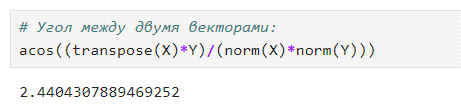 # Угол между двумя векторами:
acos((transpose(X)*Y)/(norm(X)*norm(Y)))
2.4404307889469252